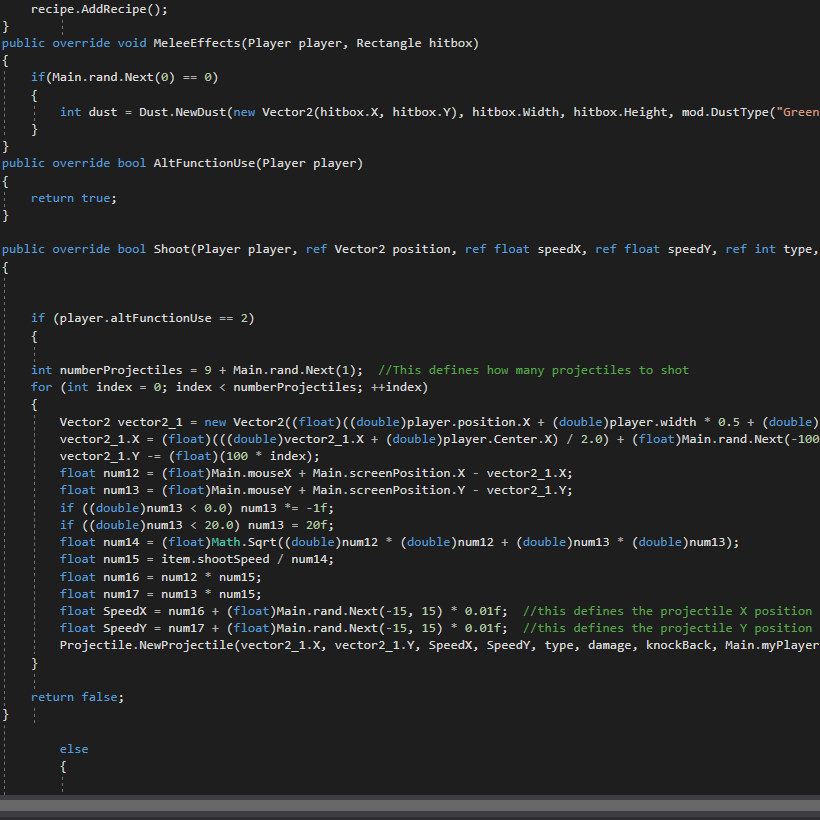 recipe.AddRecipe();
}
public override void MeleeEffects(Player player, Rectangle hitbox)
{
if(Main.rand.Next(0) == 0)
{
int dust = Dust.NewDust(new Vector2(hitbox.X, hitbox.Y), hitbox.Width, hitbox.Height, mod.DustType("Green
}
}
public override bool AltFunctionUse(Player player)
{
return true;
}
public override bool Shoot(Player player, ref Vector2 position, ref float speedX, ref float speedY, ref int type,
{
if (player.altFunctionUse == 2)
{
int numberProjectiles = 9 + Main.rand.Next(1);  //This defines how many projectiles to shot
for (int index = 0; index < numberProjectiles; ++index)
{
Vector2 vector2_1 = new Vector2((float)((double)player.position.X + (double)player.width * 0.5 + (double)
vector2_1.X = (float)(((double)vector2_1.X + (double)player.Center.X) / 2.0) + (float)Main.rand.Next(-100
vector2_1.Y -= (float)(100 * index);
float num12 = (float)Main.mouseX + Main.screenPosition.X - vector2_1.X;
float num13 = (float)Main.mouseY + Main.screenPosition.Y - vector2_1.Y;
if ((double)num13 < 0.0) num13 *= -1f;
if ((double)num13 < 20.0) num13 = 20f;
float num14 = (float)Math.Sqrt((double)num12 * (double)num12 + (double)num13 * (double)num13);
float num15 = item.shootSpeed / num14;
float num16 = num12 * num15;
float num17 = num13 * num15;
float SpeedX = num16 + (float)Main.rand.Next(-15, 15) * 0.01f;  //this defines the projectile X position
float SpeedY = num17 + (float)Main.rand.Next(-15, 15) * 0.01f;  //this defines the projectile Y position
Projectile.NewProjectile(vector2_1.X, vector2_1.Y, SpeedX, SpeedY, type, damage, knockBack, Main.myPlayer
}
return false;
}
else
{